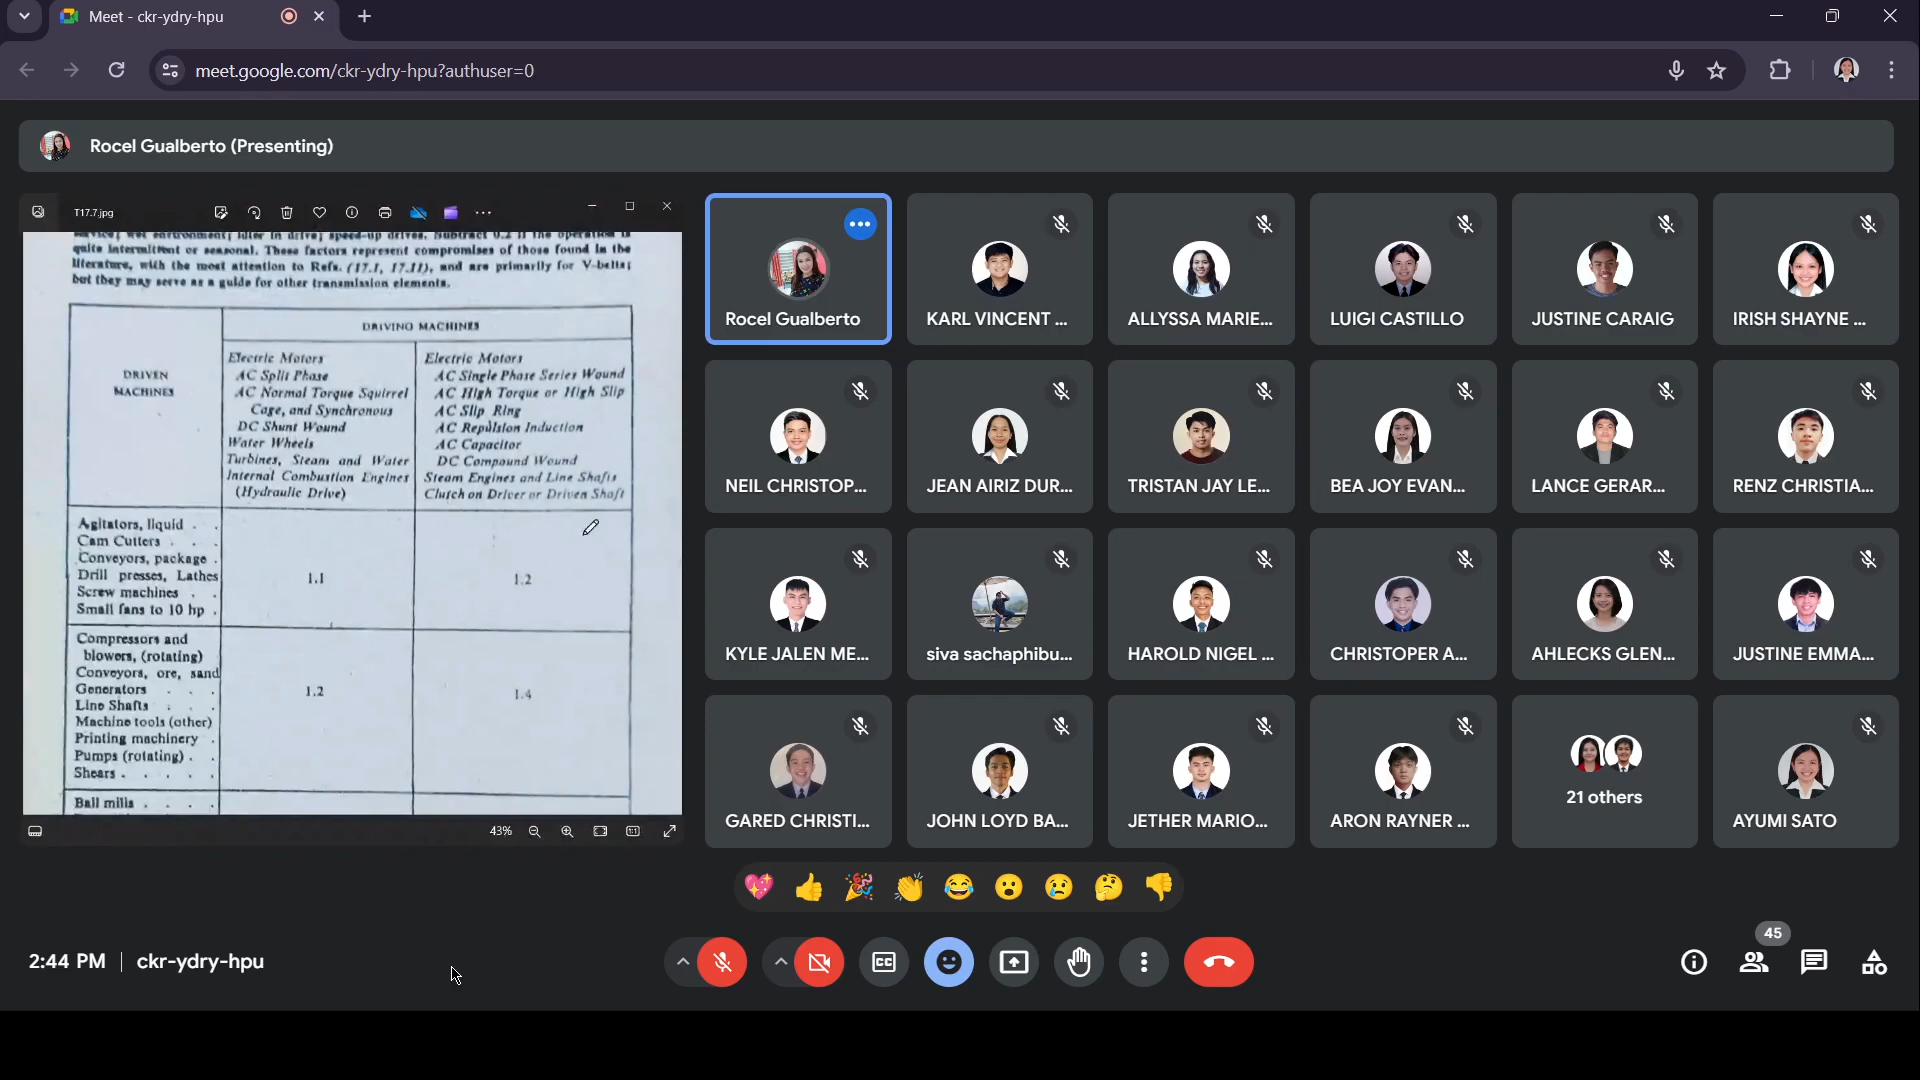 Meet - ckr-ydry-hpu
meet.google.com/ckr-ydry-hpu?authuser=0
Rocel Gualberto (Presenting)
T17.7.jpg
quite intermittent or seasonal. These factors represent compromises of those found in the
literature, with the most attention to Refs. (17.1, 17.11), and are primarily for V-belts;
but they may serve as a guide for other transmission elements.
DRIVING MACHINES
DRIVEN
MACHINES
Electric Motors
AC Split Phase
AC Normal Torque Squirrel
Cage, and Synchronous
DC Shunt Wound
Water Wheels
Turbines, Steam and Water
Internal Combustion Engines
(Hydraulic Drive)
Electric Motors
AC Single Phase Series Wound
AC High Torque or High Slip
AC Slip Ring
AC Repulsion Induction
AC Capacitor
DC Compound Wound
Steam Engines and Line Shafts
Clutch on Driver or Driven Shaft
Agitators, liquid . .
Cam Cutters . . .
Conveyors, package .
Drill presses, Lathes
Screw machines . .
Small fans to 10 hp .
1.1
1.2
Compressors and
blowers, (rotating)
Conveyors, ore, sand
Generators . . .
Line Shafts . . .
Machine tools (other)
Printing machinery .
Pumps (rotating) . .
Shears . . . . .
1.2
1.4
Ball mills . . . .
43%
Rocel Gualberto
KARL VINCENT ...
ALLYSSA MARIE...
LUIGI CASTILLO
JUSTINE CARAIG
IRISH SHAYNE ...
NEIL CHRISTOP...
JEAN AIRIZ DUR...
TRISTAN JAY LE...
BEA JOY EVAN...
LANCE GERAR...
RENZ CHRISTIA...
KYLE JALEN ME...
siva sachaphibu...
HAROLD NIGEL ...
CHRISTOPER A...
AHLECKS GLEN...
JUSTINE EMMA...
GARED CHRISTI...
JOHN LOYD BA...
JETHER MARIO...
ARON RAYNER ...
21 others
AYUMI SATO
2:44 PM | ckr-ydry-hpu
45